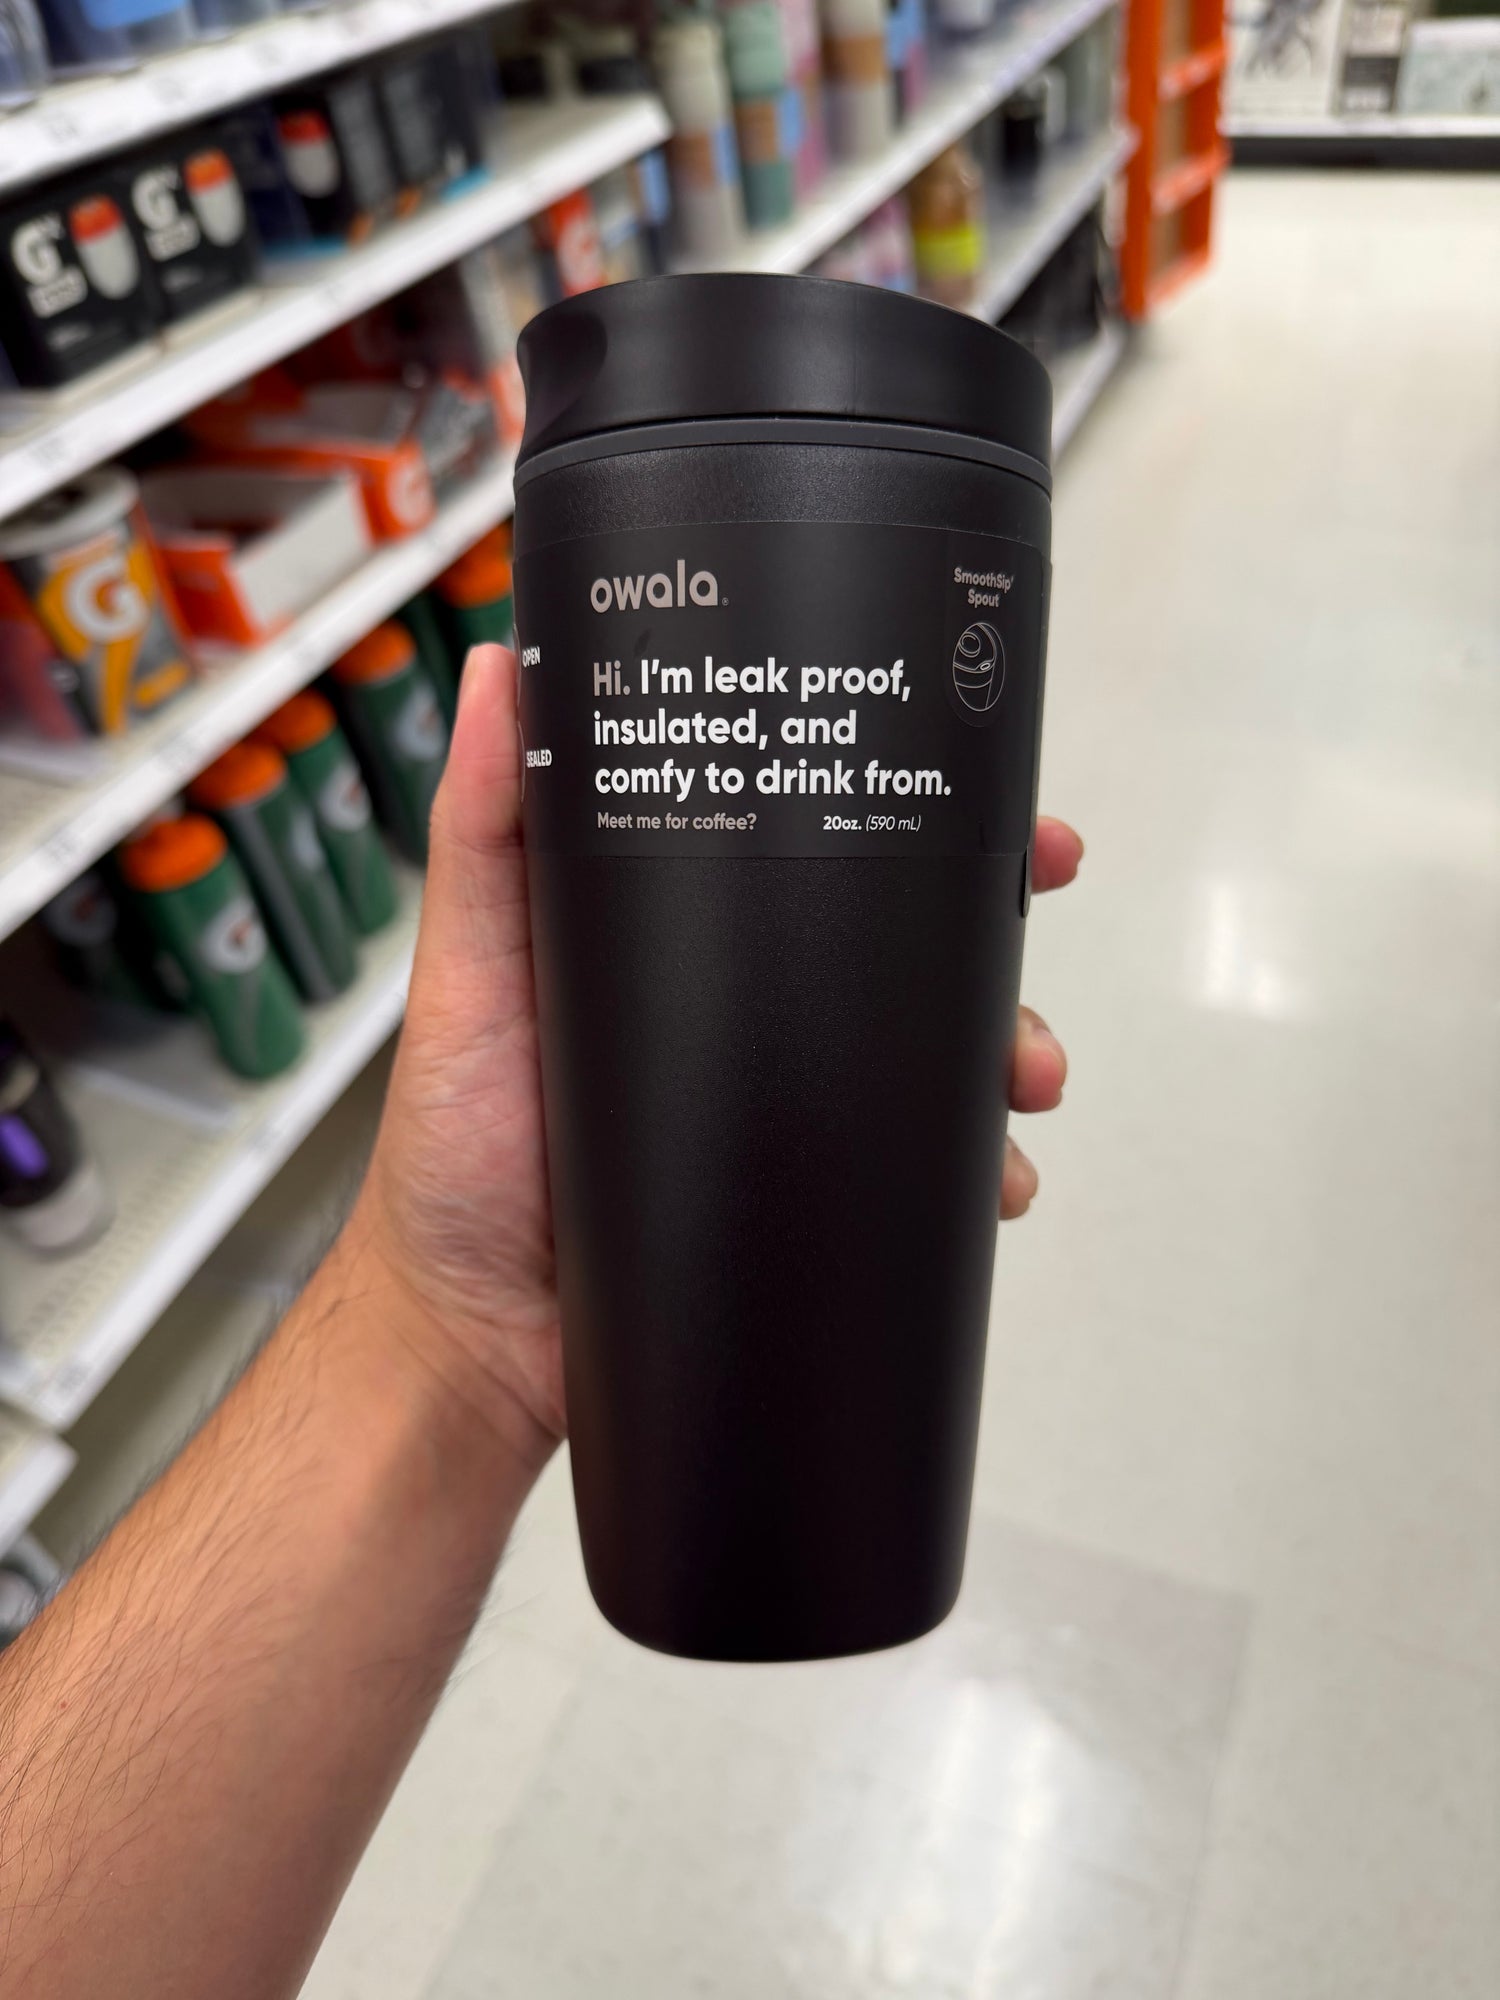 owala®
SmoothSip®
Spout
OPEN
Hi. I'm leak proof,
insulated, and
comfy to drink from.
SEALED
Meet me for coffee? 20oz. (590 mL)
G
G
G
G
G